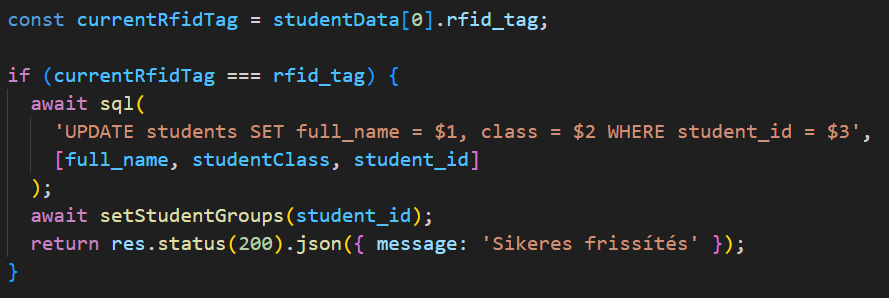 const currentRfidTag = studentData[0].rfid_tag;
if (currentRfidTag === rfid_tag) {
await sql(
'UPDATE students SET full_name = $1, class = $2 WHERE student_id = $3',
[full_name, studentClass, student_id]
);
await setStudentGroups(student_id);
return res.status(200).json({ message: 'Sikeres frissítés' });
}